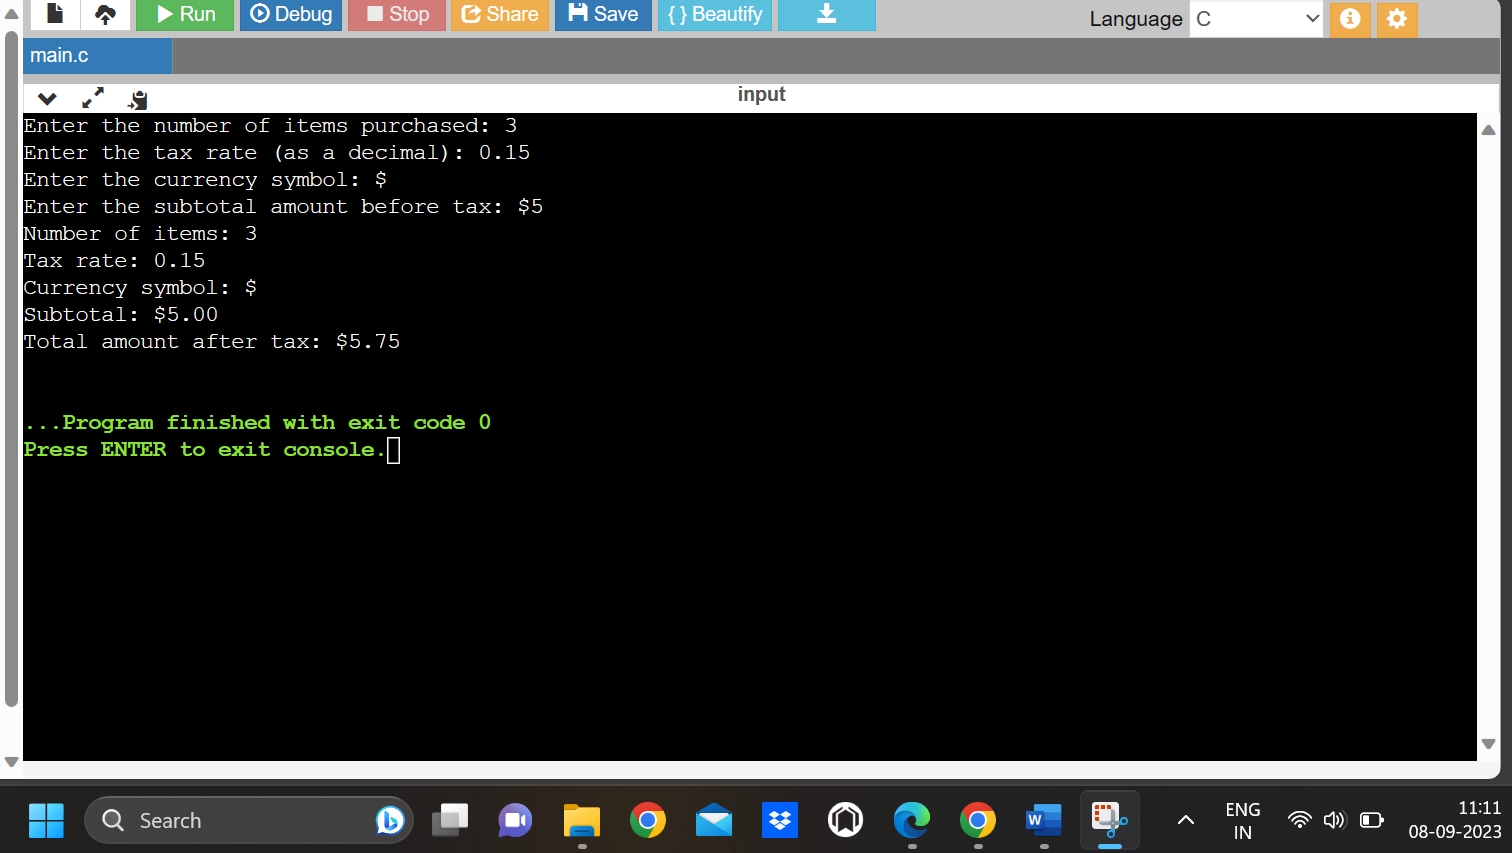 Run Debug Stop Share Save { } Beautify Language C
main.c
input
Enter the number of items purchased: 3
Enter the tax rate (as a decimal): 0.15
Enter the currency symbol: $
Enter the subtotal amount before tax: $5
Number of items: 3
Tax rate: 0.15
Currency symbol: $
Subtotal: $5.00
Total amount after tax: $5.75
...Program finished with exit code 0
Press ENTER to exit console.
Search
ENG
IN
11:11
08-09-2023